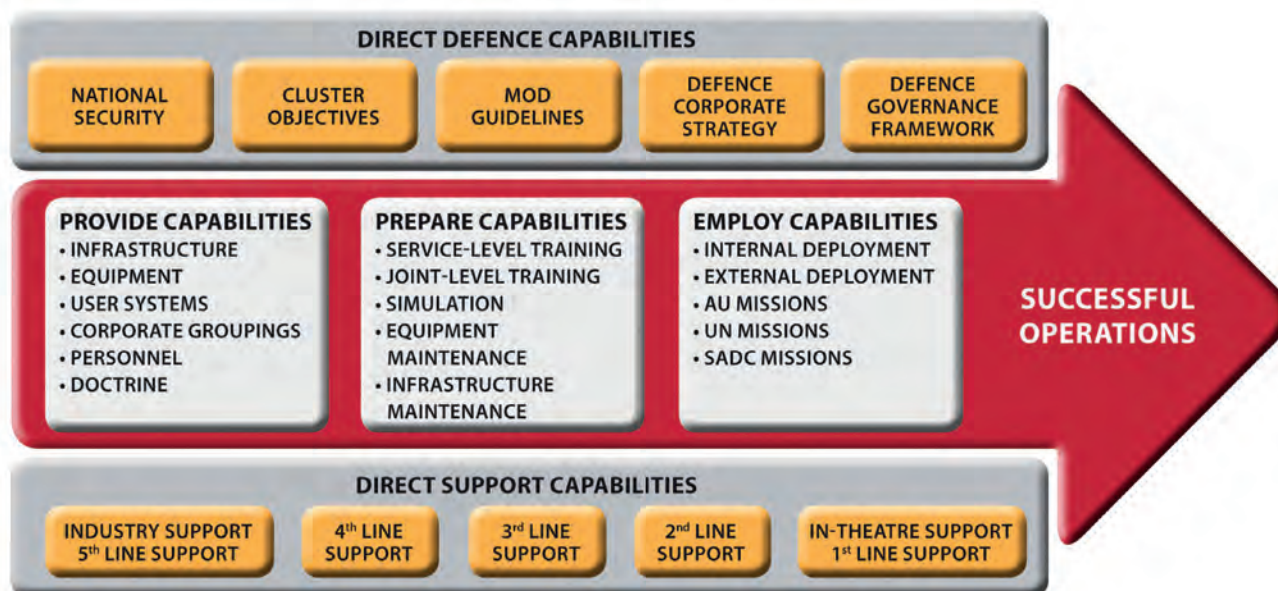 DIRECT DEFENCE CAPABILITIES
NATIONAL
SECURITY
CLUSTER
OBJECTIVES
MOD
GUIDELINES
DEFENCE
CORPORATE
STRATEGY
DEFENCE
GOVERNANCE
FRAMEWORK
PROVIDE CAPABILITIES
• INFRASTRUCTURE
• EQUIPMENT
• USER SYSTEMS
• CORPORATE GROUPINGS
• PERSONNEL
• DOCTRINE
PREPARE CAPABILITIES
• SERVICE-LEVEL TRAINING
• JOINT-LEVEL TRAINING
• SIMULATION
• EQUIPMENT
MAINTENANCE
• INFRASTRUCTURE
MAINTENANCE
EMPLOY CAPABILITIES
• INTERNAL DEPLOYMENT
• EXTERNAL DEPLOYMENT
• AU MISSIONS
• UN MISSIONS
• SADC MISSIONS
SUCCESSFUL
OPERATIONS
DIRECT SUPPORT CAPABILITIES
INDUSTRY SUPPORT
5th LINE SUPPORT
4th LINE
SUPPORT
3rd LINE
SUPPORT
2nd LINE
SUPPORT
IN-THEATRE SUPPORT
1st LINE SUPPORT